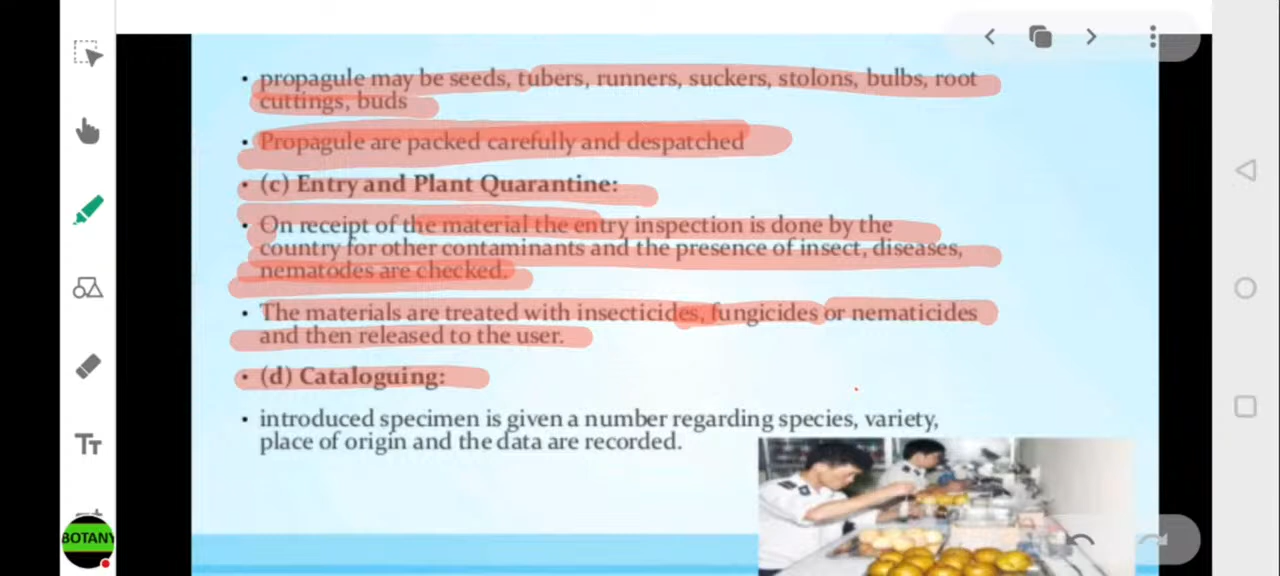 • propagule may be seeds, tubers, runners, suckers, stolons, bulbs, root
cuttings, buds
• Propagule are packed carefully and despatched
• (c) Entry and Plant Quarantine:
• On receipt of the material the entry inspection is done by the
country for other contaminants and the presence of insect, diseases,
nematodes are checked.
• The materials are treated with insecticides, fungicides or nematicides
and then released to the user.
• (d) Cataloguing:
• introduced specimen is given a number regarding species, variety,
place of origin and the data are recorded.
TT
BOTANY